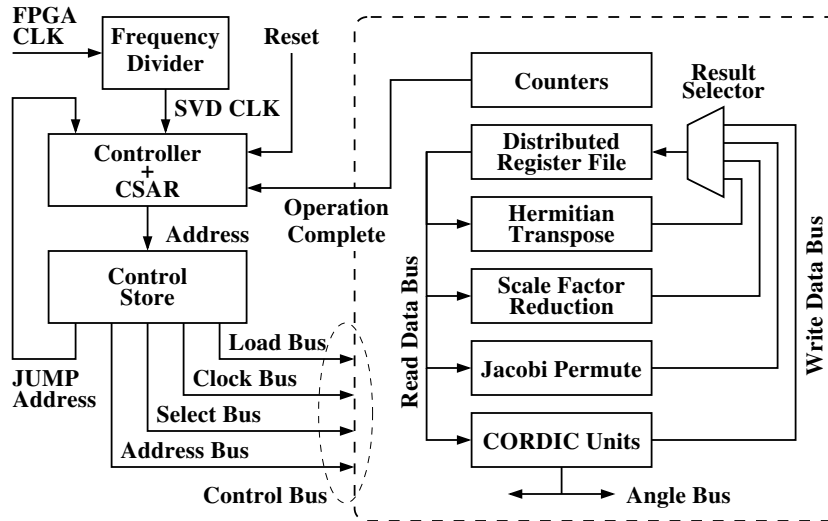 FPGA
CLK
Frequency
Divider
Reset
SVD CLK
Controller
+
CSAR
Operation
Complete
Address
Control
Store
JUMP
Address
Load Bus
Clock Bus
Select Bus
Address Bus
Control Bus
Counters
Result
Selector
Distributed
Register File
Hermitian
Transpose
Scale Factor
Reduction
Jacobi Permute
CORDIC Units
Read Data Bus
Write Data Bus
Angle Bus